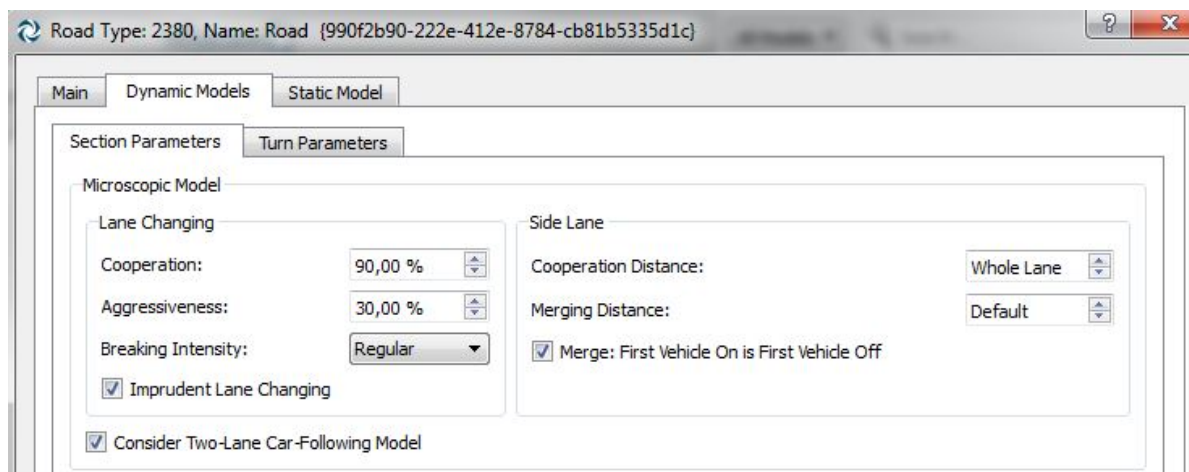 Road Type: 2380, Name: Road {990f2b90-222e-412e-8784-cb81b5335d1c}
Main Dynamic Models Static Model
Section Parameters Turn Parameters
Microscopic Model
Lane Changing Side Lane
Cooperation: 90,00 % Cooperation Distance: Whole Lane
Aggressiveness: 30,00 % Merging Distance: Default
Breaking Intensity: Regular Merge: First Vehicle On is First Vehicle Off
Imprudent Lane Changing
Consider Two-Lane Car-Following Model